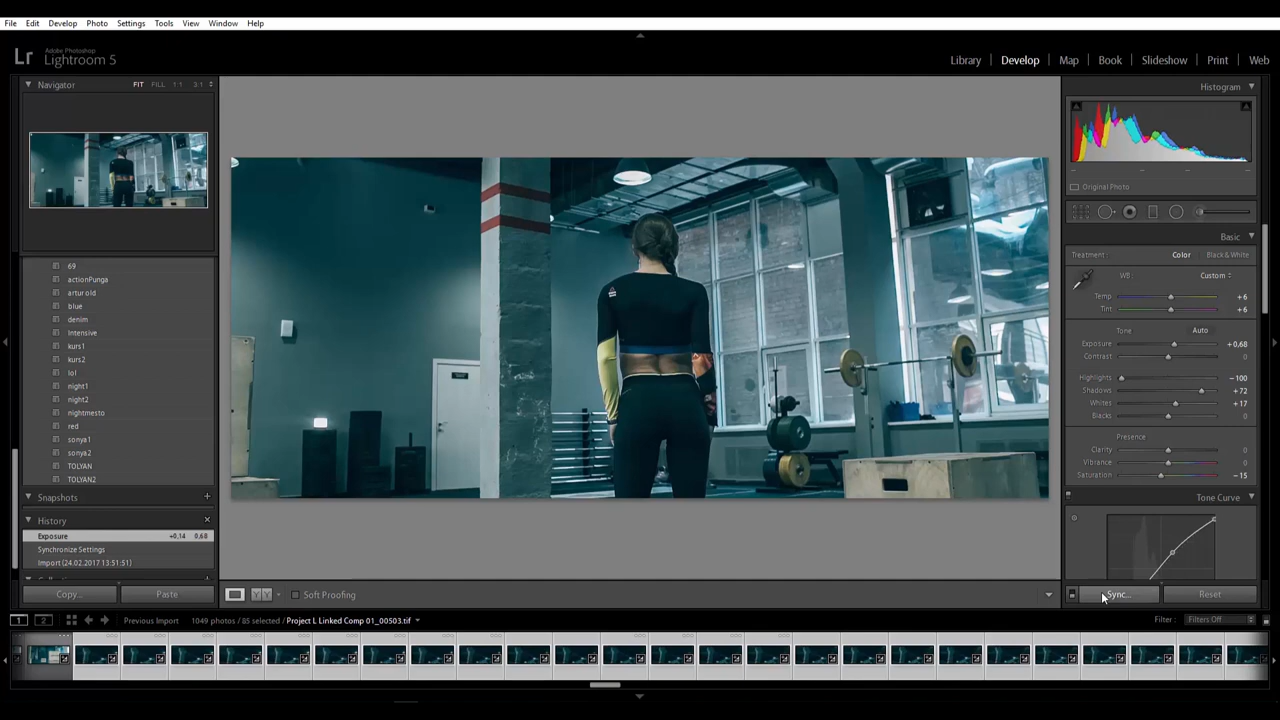 File Edit Develop Photo Settings Tools View Window Help
Lr Adobe Photoshop Lightroom 5
Library | Develop | Map | Book | Slideshow | Print | Web
Navigator FIT FILL 1:1 3:1
Histogram
Original Photo
Basic
Treatment: Color Black & White
WB: Custom
Temp +6
Tint +6
Tone Auto
Exposure +0,68
Contrast 0
Highlights −100
Shadows +72
Whites +17
Blacks 0
Presence
Clarity 0
Vibrance 0
Saturation −15
Tone Curve
69
actionPunga
artur old
blue
denim
Intensive
kurs1
kurs2
lol
night1
night2
nightmesto
red
sonya1
sonya2
TOLYAN
TOLYAN2
Snapshots +
History ×
Exposure +0,14 0,68
Synchronize Settings
Import (24.02.2017 13:51:51)
Copy... Paste
Soft Proofing
Sync... Reset
1 2 Previous Import 1049 photos / 85 selected / Project L Linked Comp 01_00503.tif Filter: Filters Off